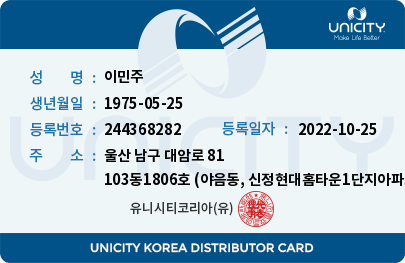 UNICITY
Make Life Better
성 명 : 이민주
생년월일 : 1975-05-25
등록번호 : 244368282 등록일자 : 2022-10-25
주 소 : 울산 남구 대암로 81
103동1806호 (야음동, 신정현대홈타운1단지아파
유니시티코리아(유)
UNICITY KOREA DISTRIBUTOR CARD